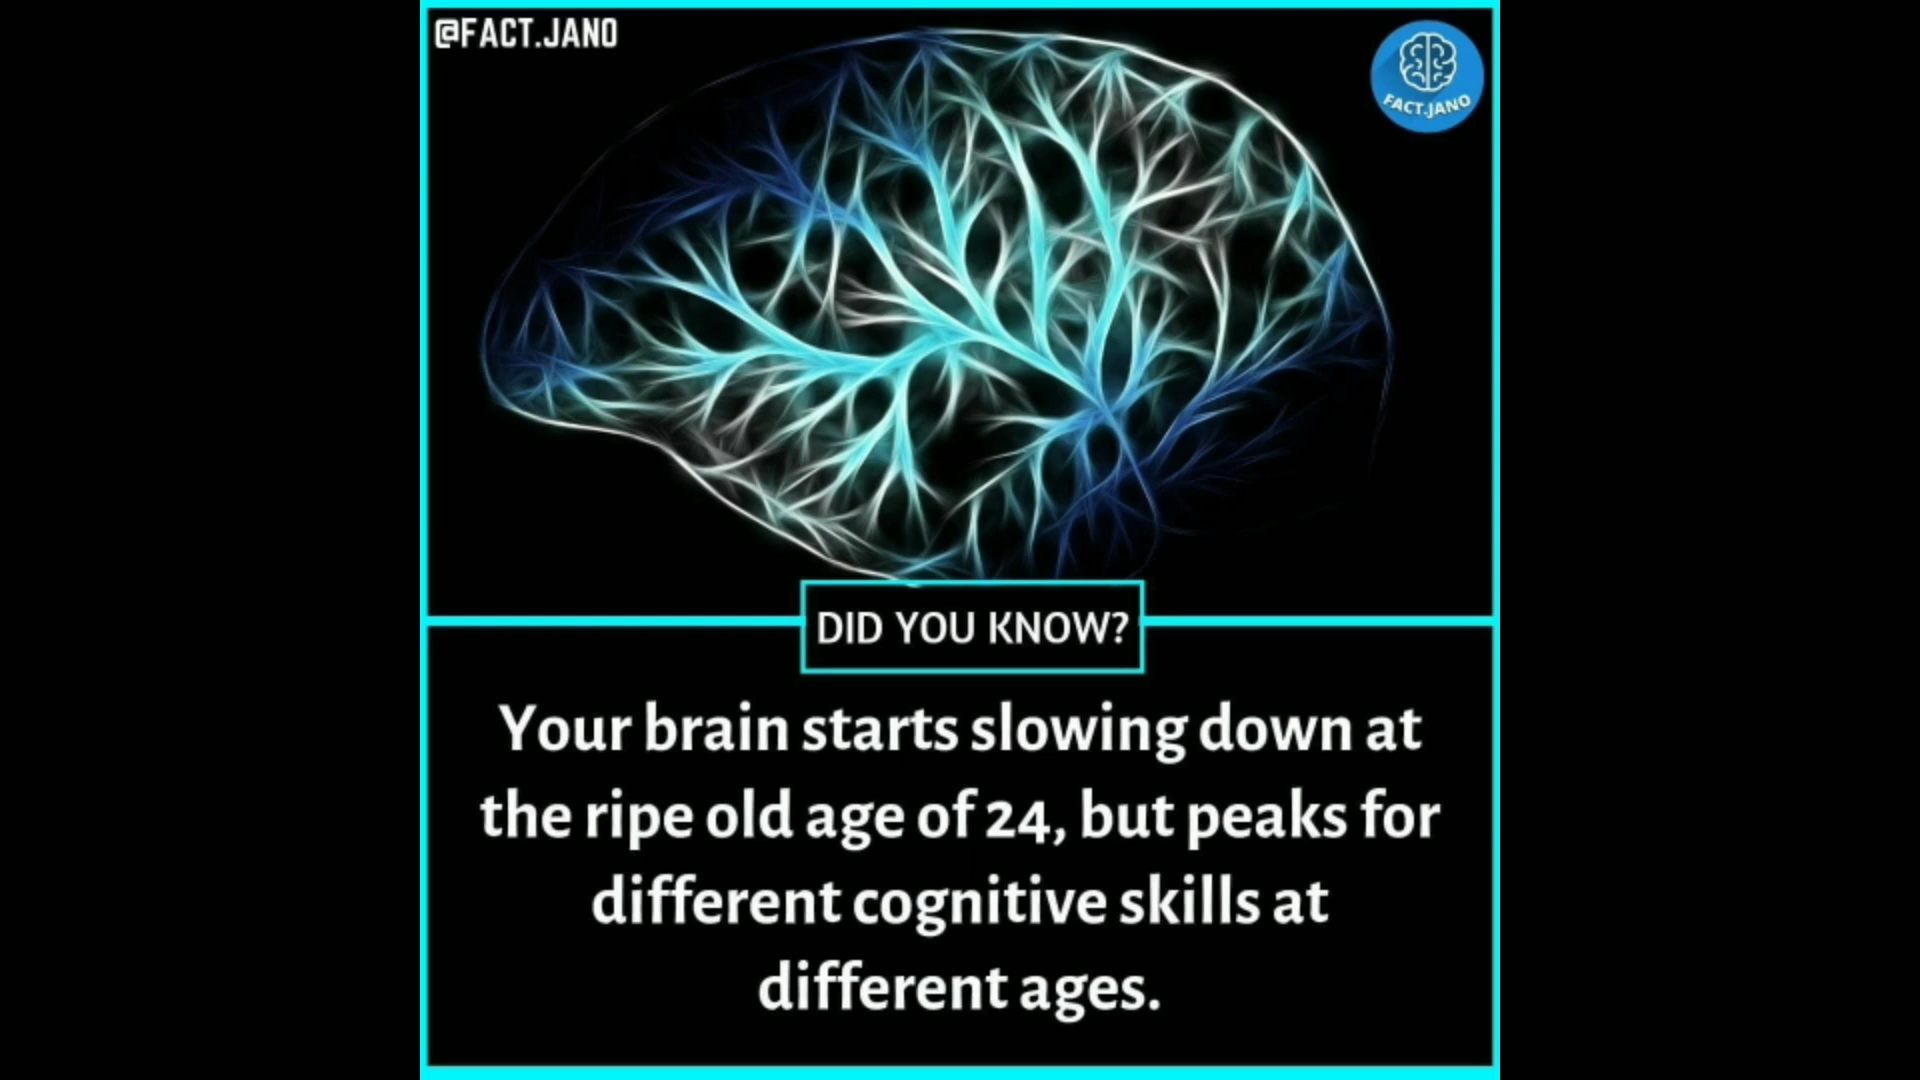 @FACT.JANO
FACT.JANO
DID YOU KNOW?
Your brain starts slowing down at
the ripe old age of 24, but peaks for
different cognitive skills at
different ages.